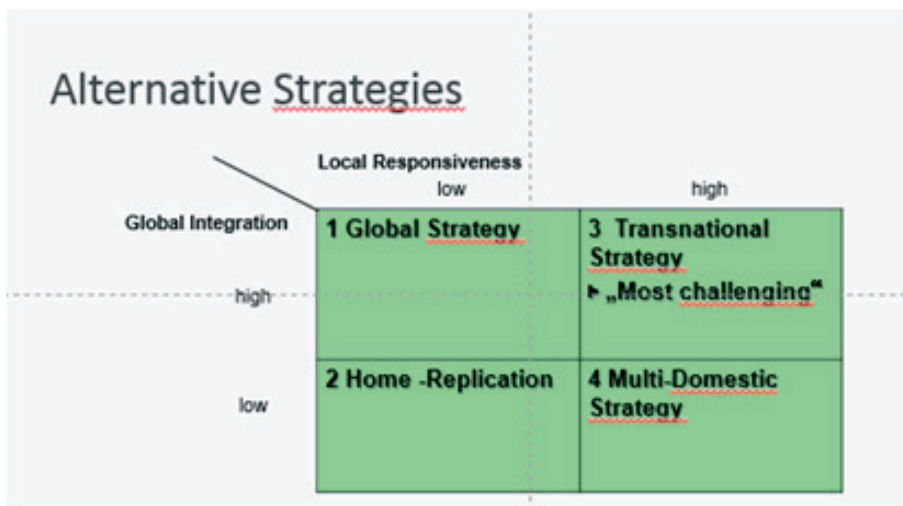 Alternative Strategies
Local Responsiveness
low high
Global Integration
1 Global Strategy
3 Transnational
Strategy
„Most challenging“
high
2 Home -Replication
4 Multi-Domestic
Strategy
low